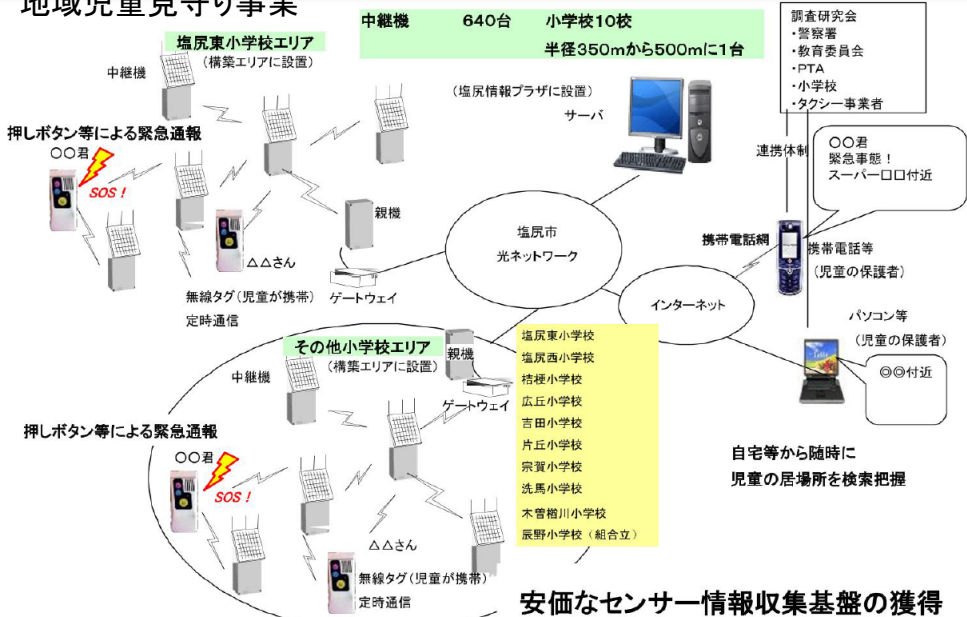 地域児童見守り事業
中継機 640台 小学校10校
半径350mから500mに1台
塩尻東小学校エリア
(構築エリアに設置)
中継機
押しボタン等による緊急通報
○○君
SOS!
△△さん
無線タグ(児童が携帯)
定時通信
親機
ゲートウェイ
(塩尻情報プラザに設置)
サーバ
塩尻市
光ネットワーク
インターネット
調査研究会
・警察署
・教育委員会
・PTA
・小学校
・タクシー事業者
連携体制
○○君
緊急事態!
スーパー□□付近
携帯電話網
携帯電話等
(児童の保護者)
パソコン等
(児童の保護者)
◎◎付近
自宅等から随時に
児童の居場所を検索把握
その他小学校エリア
(構築エリアに設置)
中継機
親機
ゲートウェイ
押しボタン等による緊急通報
○○君
SOS!
△△さん
無線タグ(児童が携帯)
定時通信
塩尻東小学校
塩尻西小学校
桔梗小学校
広丘小学校
吉田小学校
片丘小学校
宗賀小学校
洗馬小学校
木曽楢川小学校
辰野小学校(組合立)
安価なセンサー情報収集基盤の獲得